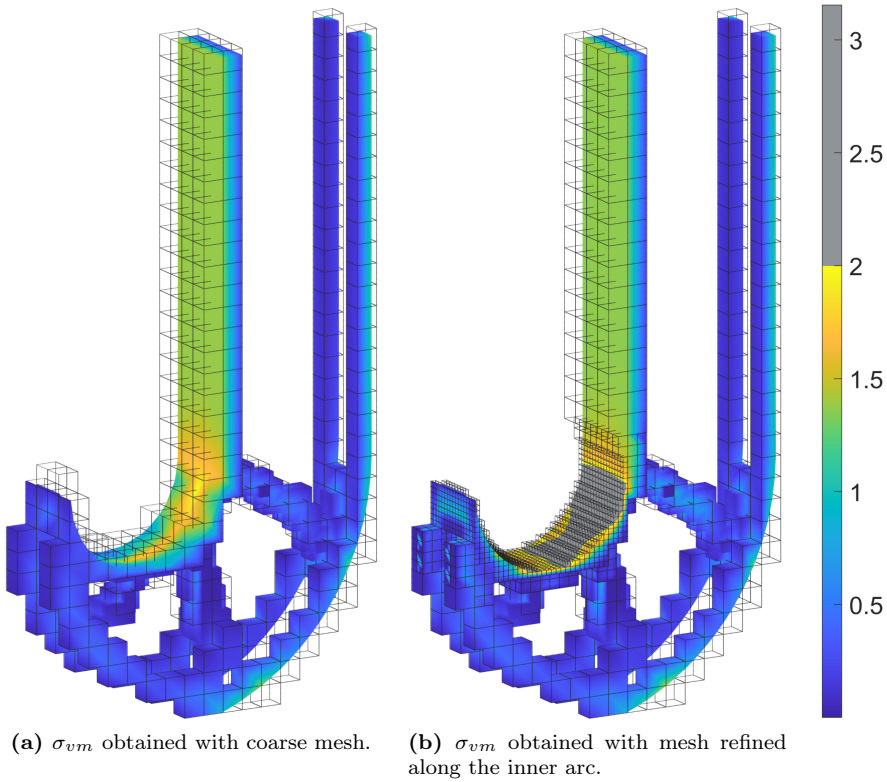 3
2.5
2
1.5
1
0.5
(a) σvm obtained with coarse mesh.
(b) σvm obtained with mesh refined
along the inner arc.